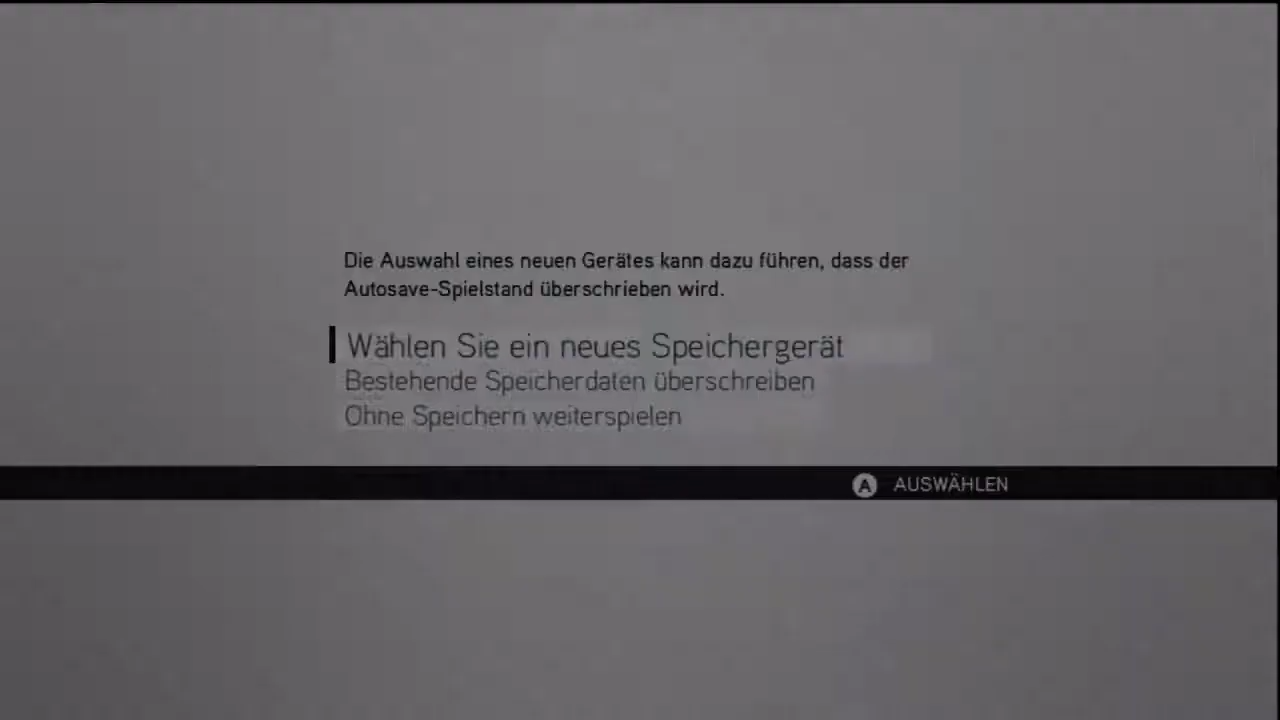 Die Auswahl eines neuen Gerätes kann dazu führen, dass der
Autosave-Spielstand überschrieben wird.
Wählen Sie ein neues Speichergerät
Bestehende Speicherdaten überschreiben
Ohne Speichern weiterspielen
A AUSWÄHLEN